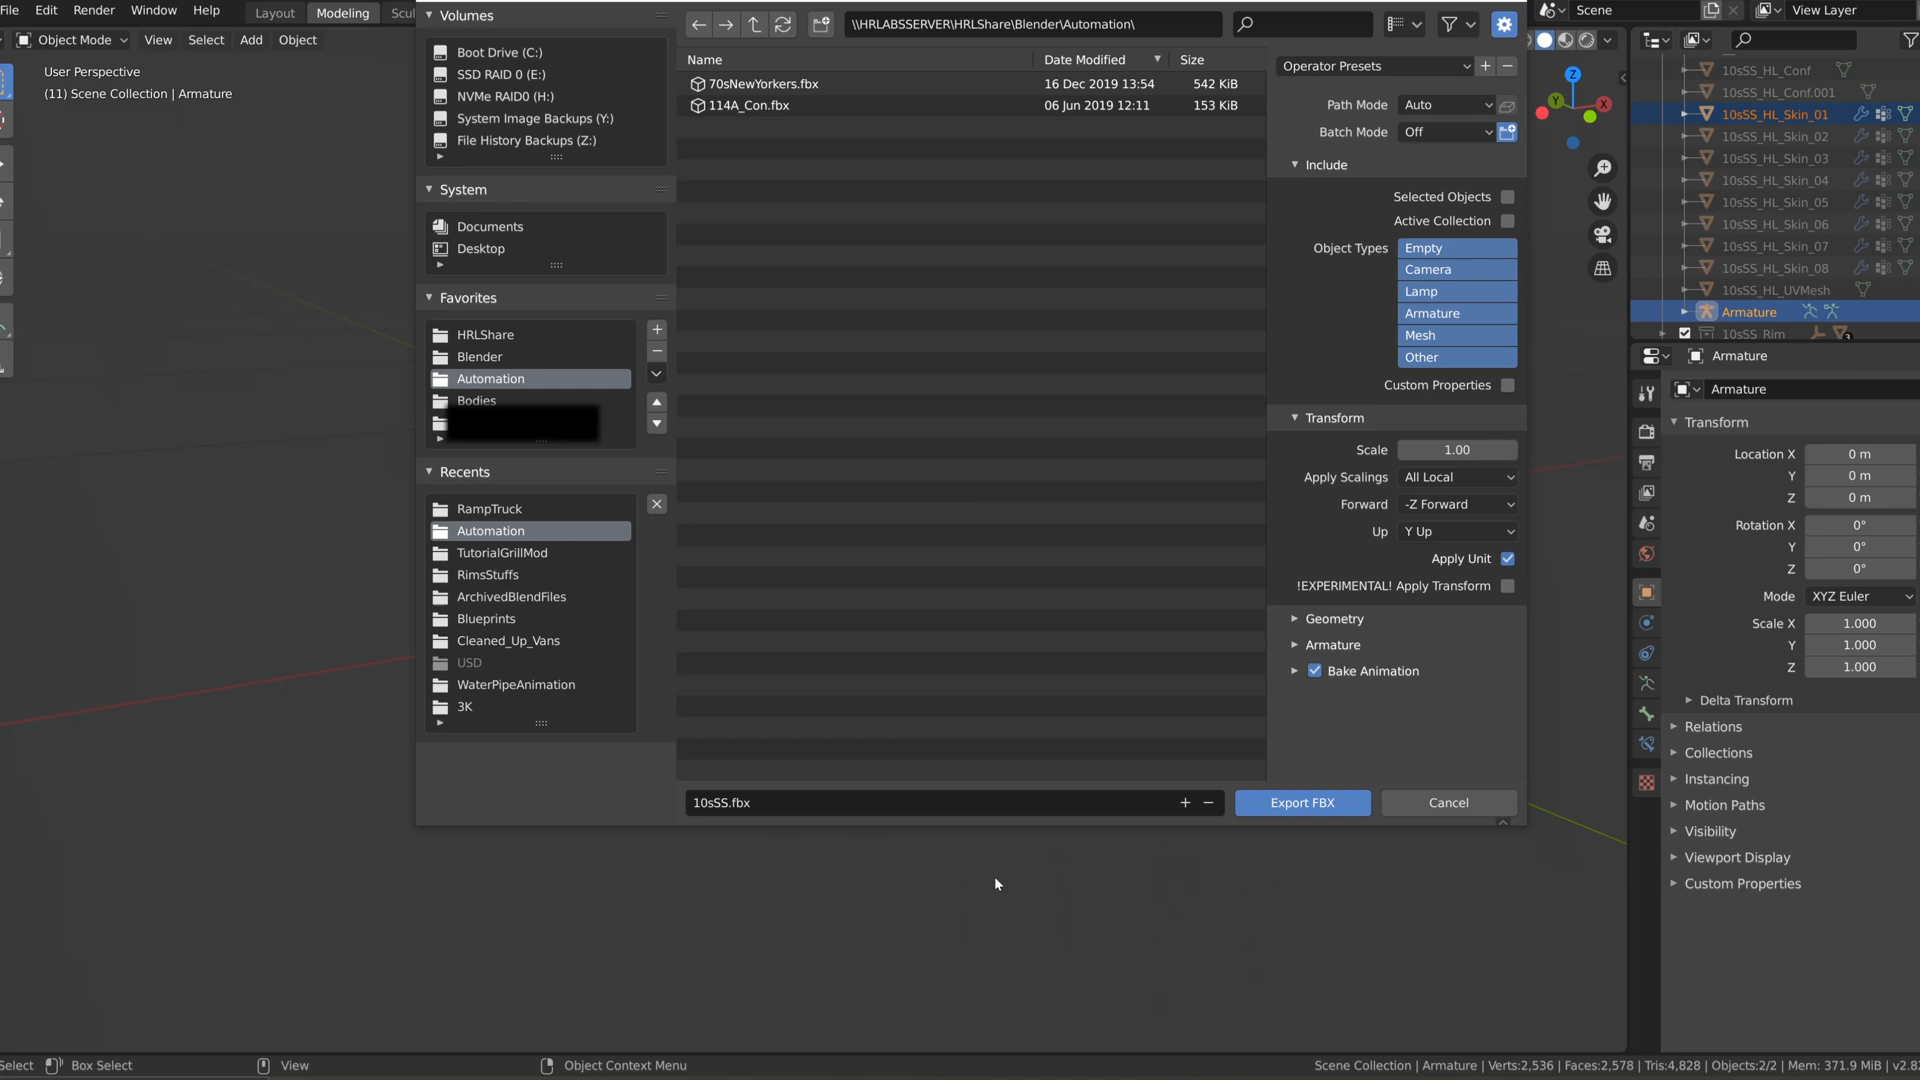 File Edit Render Window Help Layout Modeling Scul
Object Mode View Select Add Object
User Perspective
(11) Scene Collection | Armature
Volumes
Boot Drive (C:)
SSD RAID 0 (E:)
NVMe RAID0 (H:)
System Image Backups (Y:)
File History Backups (Z:)
System
Documents
Desktop
Favorites
HRLShare
Blender
Automation
Bodies
Recents
RampTruck
Automation
TutorialGrillMod
RimsStuffs
ArchivedBlendFiles
Blueprints
Cleaned_Up_Vans
USD
WaterPipeAnimation
3K
\\HRLABSSERVER\HRLShare\Blender\Automation\
Name Date Modified Size
70sNewYorkers.fbx 16 Dec 2019 13:54 542 KiB
114A_Con.fbx 06 Jun 2019 12:11 153 KiB
10sSS.fbx
Export FBX Cancel
Operator Presets
Path Mode Auto
Batch Mode Off
Include
Selected Objects
Active Collection
Object Types Empty
Camera
Lamp
Armature
Mesh
Other
Custom Properties
Transform
Scale 1.00
Apply Scalings All Local
Forward -Z Forward
Up Y Up
Apply Unit
!EXPERIMENTAL! Apply Transform
Geometry
Armature
Bake Animation
Z
Y
X
Scene View Layer
10sSS_HL_Conf
10sSS_HL_Conf.001
10sSS_HL_Skin_01
10sSS_HL_Skin_02
10sSS_HL_Skin_03
10sSS_HL_Skin_04
10sSS_HL_Skin_05
10sSS_HL_Skin_06
10sSS_HL_Skin_07
10sSS_HL_Skin_08
10sSS_HL_UVMesh
Armature
10sSS_Rim 3
Armature
Armature
Transform
Location X 0 m
Y 0 m
Z 0 m
Rotation X 0°
Y 0°
Z 0°
Mode XYZ Euler
Scale X 1.000
Y 1.000
Z 1.000
Delta Transform
Relations
Collections
Instancing
Motion Paths
Visibility
Viewport Display
Custom Properties
Select Box Select View Object Context Menu Scene Collection | Armature | Verts:2,536 | Faces:2,578 | Tris:4,828 | Objects:2/2 | Mem: 371.9 MiB | v2.8